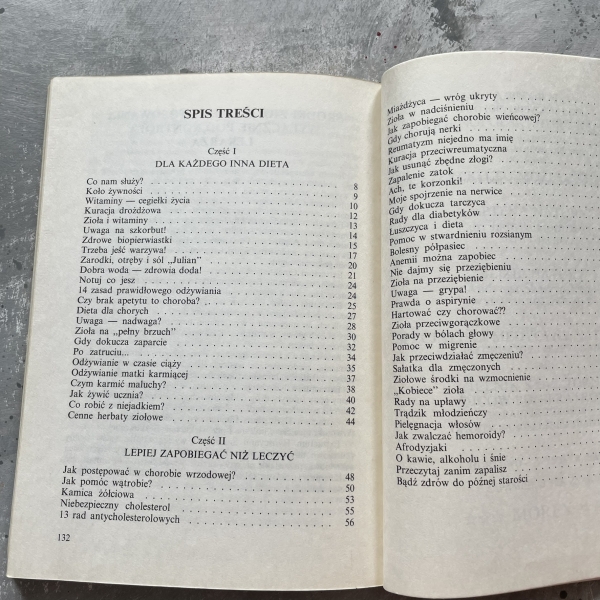 SPIS TREŚCI
Część I
DLA KAŻDEGO INNA DIETA
Co nam służy? 8
Koło żywności 9
Witaminy — cegiełki życia 10
Kuracja drożdżowa 12
Zioła i witaminy 13
Uwaga na szkorbut! 14
Zdrowe biopierwiastki 15
Trzeba jeść warzywa! 17
Zarodki, otręby i sól „Julian" 20
Dobra woda — zdrowia doda! 21
Notuj co jesz 24
14 zasad prawidłowego odżywiania 24
Czy brak apetytu to choroba? 25
Dieta dla chorych 27
Uwaga — nadwaga? 28
Zioła na „pełny brzuch" 30
Gdy dokucza zaparcie 32
Po zatruciu... 34
Odżywianie w czasie ciąży 35
Odżywianie matki karmiącej 37
Czym karmić maluchy? 38
Jak żywić ucznia? 40
Co robić z niejadkiem? 42
Cenne herbaty ziołowe 44
Część II
LEPIEJ ZAPOBIEGAĆ NIŻ LECZYĆ
Jak postępować w chorobie wrzodowej? 48
Jak pomóc wątrobie? 50
Kamica żółciowa 53
Niebezpieczny cholesterol 55
13 rad antycholesterolowych 56
132
Miażdżyca — wróg ukryty
Zioła w nadciśnieniu
Jak zapobiegać chorobie wieńcowej?
Gdy chorują nerki
Reumatyzm niejedno ma imię
Kuracja przeciwreumatyczna
Jak usunąć zbędne złogi?
Zapalenie zatok
Ach, te korzonki!
Moje spojrzenie na nerwice
Gdy dokucza tarczyca
Rady dla diabetyków
Łuszczyca i dieta
Pomoc w stwardnieniu rozsianym
Bolesny półpasiec
Anemii można zapobiec
Nie dajmy się przeziębieniu
Zioła na przeziębienie
Uwaga — grypa!
Prawda o aspirynie
Hartować czy chorować??
Zioła przeciwgorączkowe
Porady w bólach głowy
Pomoc w migrenie
Jak przeciwdziałać zmęczeniu?
Sałatka dla zmęczonych
Ziołowe środki na wzmocnienie
„Kobiece" zioła
Rady na upławy
Trądzik młodzieńczy
Pielęgnacja włosów
Jak zwalczać hemoroidy?
Afrodyzjaki
O kawie, alkoholu i śnie
Przeczytaj zanim zapalisz
Bądź zdrów do późnej starości